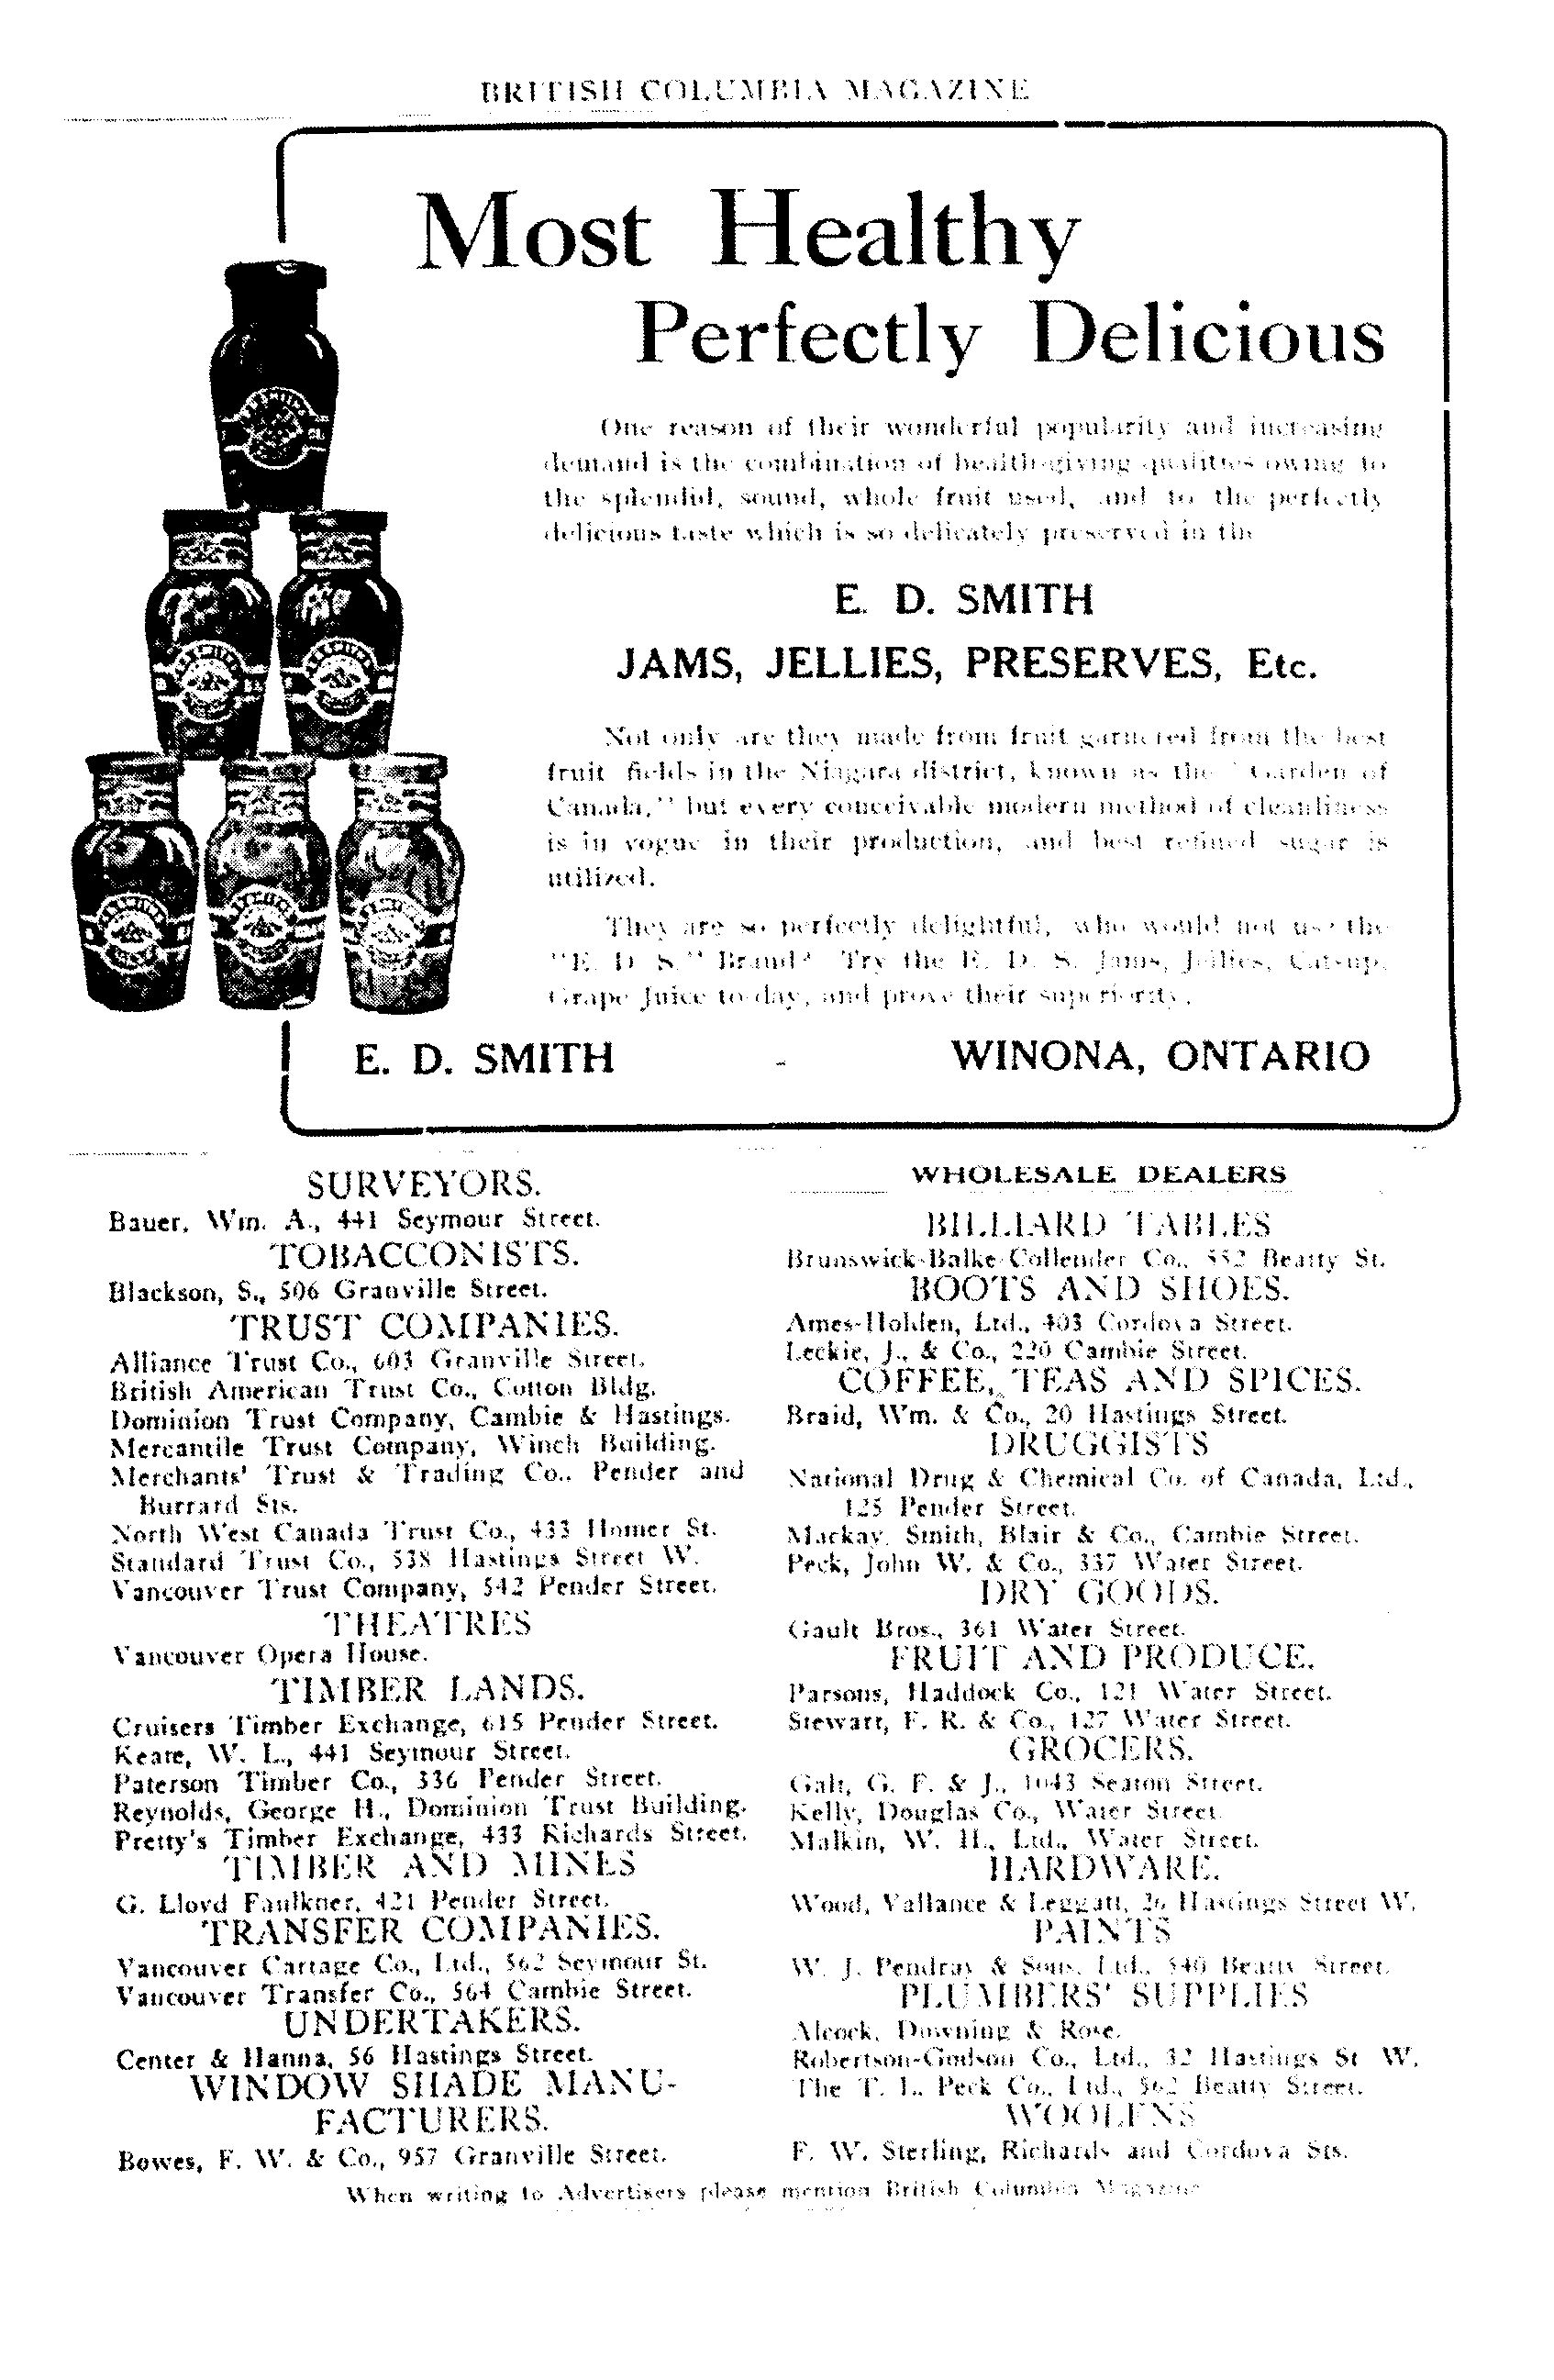 BRITISH COLUMBIA MAGAZINE
Most Healthy
Perfectly Delicious
One reason of their wonderful popularity and increasing
demand is the combination of health-giving qualities owing to
the splendid, sound, whole fruit used, and to the perfectly
delicious taste which is so delicately preserved in the
E. D. SMITH
JAMS, JELLIES, PRESERVES, Etc.
Not only are they made from fruit garnered from the best
fruit fields in the Niagara district, known as the "Garden of
Canada," but every conceivable modern method of cleanliness
is in vogue in their production, and best refined sugar is
utilized.
They are so perfectly delightful, who would not use the
"E. D. S." Brand? Try the E. D. S. Jams, Jellies, Catsup,
Grape Juice to-day, and prove their superiority.
E. D. SMITH - WINONA, ONTARIO
SURVEYORS.
Bauer, Wm. A., 441 Seymour Street.
TOBACCONISTS.
Blackson, S., 506 Granville Street.
TRUST COMPANIES.
Alliance Trust Co., 603 Granville Street.
British American Trust Co., Cotton Bldg.
Dominion Trust Company, Cambie & Hastings.
Mercantile Trust Company, Winch Building.
Merchants' Trust & Trading Co., Pender and
Burrard Sts.
North West Canada Trust Co., 433 Homer St.
Standard Trust Co., 538 Hastings Street W.
Vancouver Trust Company, 542 Pender Street.
THEATRES
Vancouver Opera House.
TIMBER LANDS.
Cruisers Timber Exchange, 615 Pender Street.
Keate, W. L., 441 Seymour Street.
Paterson Timber Co., 336 Pender Street.
Reynolds, George H., Dominion Trust Building.
Pretty's Timber Exchange, 433 Richards Street.
TIMBER AND MINES
G. Lloyd Faulkner, 421 Pender Street.
TRANSFER COMPANIES.
Vancouver Cartage Co., Ltd., 562 Seymour St.
Vancouver Transfer Co., 564 Cambie Street.
UNDERTAKERS.
Center & Hanna, 56 Hastings Street.
WINDOW SHADE MANU-
FACTURERS.
Bowes, F. W. & Co., 957 Granville Street.
WHOLESALE DEALERS
BILLIARD TABLES
Brunswick-Balke-Collender Co., 552 Beatty St.
BOOTS AND SHOES.
Ames-Holden, Ltd., 403 Cordova Street.
Leckie, J., & Co., 220 Cambie Street.
COFFEE, TEAS AND SPICES.
Braid, Wm. & Co., 20 Hastings Street.
DRUGGISTS
National Drug & Chemical Co. of Canada, Ltd.,
125 Pender Street.
Mackay, Smith, Blair & Co., Cambie Street.
Peck, John W. & Co., 337 Water Street.
DRY GOODS.
Gault Bros., 361 Water Street.
FRUIT AND PRODUCE.
Parsons, Haddock Co., 121 Water Street.
Stewart, F. R. & Co., 127 Water Street.
GROCERS.
Galt, G. F. & J., 1043 Seaton Street.
Kelly, Douglas Co., Water Street.
Malkin, W. H., Ltd., Water Street.
HARDWARE.
Wood, Vallance & Leggatt, 26 Hastings Street W.
PAINTS
W. J. Pendray & Sons, Ltd., 540 Beatty Street.
PLUMBERS' SUPPLIES
Alcock, Downing & Rose.
Robertson-Godson Co., Ltd., 32 Hastings St W.
The T. L. Peck Co., Ltd., 562 Beatty Street.
WOOLENS
F. W. Sterling, Richards and Cordova Sts.
When writing to Advertisers please mention British Columbia Magazine